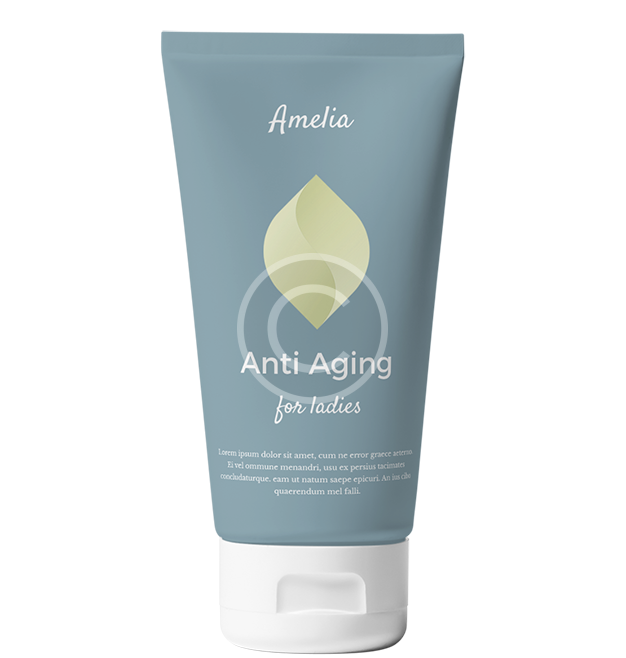 Amelia
Anti Aging
for ladies
Lorem ipsum dolor sit amet, cum ne error graece aeterno.
Ei vel ommune menandri, usu ex persius tacimates
concludaturque. eam ut natum saepe epicuri. An ius cibo
quaerendum mel falli.